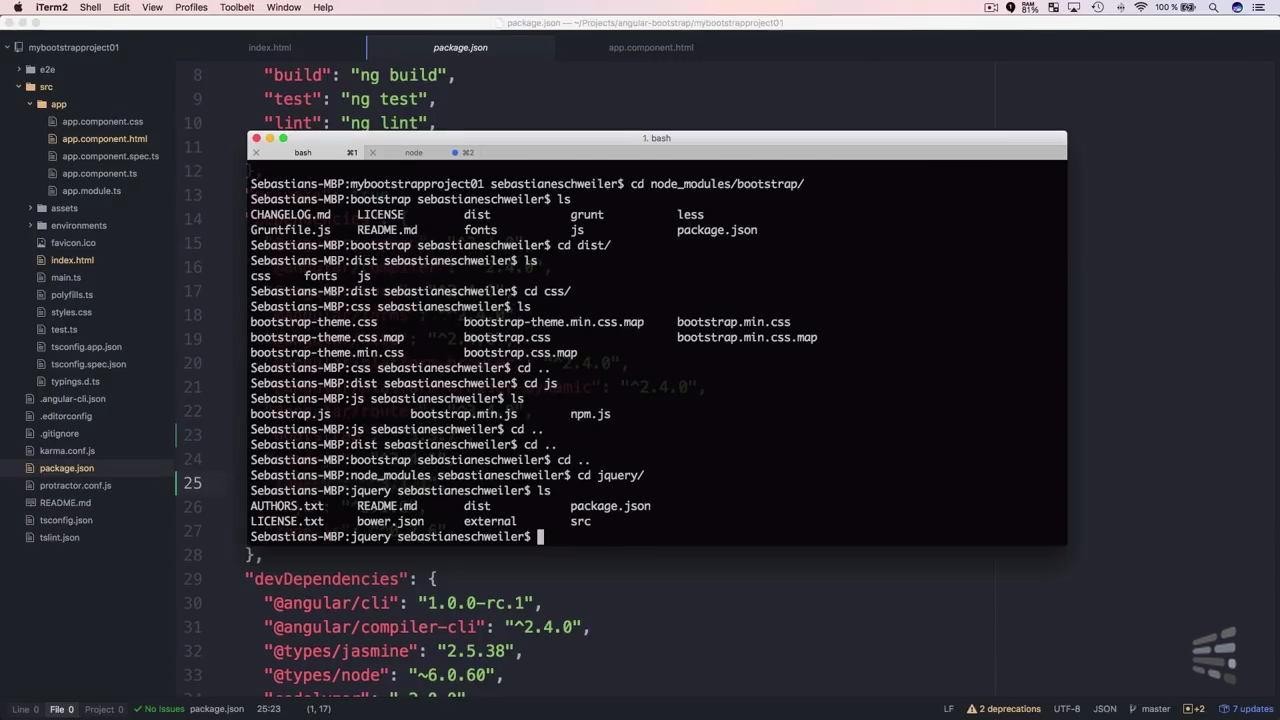 iTerm2 Shell Edit View Profiles Toolbelt Window Help RAM 81% 100 %
package.json — ~/Projects/angular-bootstrap/mybootstrapproject01
mybootstrapproject01
e2e
src
app
app.component.css
app.component.html
app.component.spec.ts
app.component.ts
app.module.ts
assets
environments
favicon.ico
index.html
main.ts
polyfills.ts
styles.css
test.ts
tsconfig.app.json
tsconfig.spec.json
typings.d.ts
.angular-cli.json
.editorconfig
.gitignore
karma.conf.js
package.json
protractor.conf.js
README.md
tsconfig.json
tslint.json
index.html package.json app.component.html
8 "build": "ng build",
9 "test": "ng test",
10 "lint": "ng lint",
11
12
13
14
15
16
17
18
19
20
21
22
23
24
25
26
27
1. bash
bash ⌘1 node ⌘2
Sebastians-MBP:mybootstrapproject01 sebastianeschweiler$ cd node_modules/bootstrap/
Sebastians-MBP:bootstrap sebastianeschweiler$ ls
CHANGELOG.md LICENSE dist grunt less
Gruntfile.js README.md fonts js package.json
Sebastians-MBP:bootstrap sebastianeschweiler$ cd dist/
Sebastians-MBP:dist sebastianeschweiler$ ls
css fonts js
Sebastians-MBP:dist sebastianeschweiler$ cd css/
Sebastians-MBP:css sebastianeschweiler$ ls
bootstrap-theme.css bootstrap-theme.min.css.map bootstrap.min.css
bootstrap-theme.css.map bootstrap.css bootstrap.min.css.map
bootstrap-theme.min.css bootstrap.css.map
Sebastians-MBP:css sebastianeschweiler$ cd ..
Sebastians-MBP:dist sebastianeschweiler$ cd js
Sebastians-MBP:js sebastianeschweiler$ ls
bootstrap.js bootstrap.min.js npm.js
Sebastians-MBP:js sebastianeschweiler$ cd ..
Sebastians-MBP:dist sebastianeschweiler$ cd ..
Sebastians-MBP:bootstrap sebastianeschweiler$ cd ..
Sebastians-MBP:node_modules sebastianeschweiler$ cd jquery/
Sebastians-MBP:jquery sebastianeschweiler$ ls
AUTHORS.txt README.md dist package.json
LICENSE.txt bower.json external src
Sebastians-MBP:jquery sebastianeschweiler$
28 },
29 "devDependencies": {
30 "@angular/cli": "1.0.0-rc.1",
31 "@angular/compiler-cli": "^2.4.0",
32 "@types/jasmine": "2.5.38",
33 "@types/node": "~6.0.60",
Line 0 File 0 Project 0 No Issues package.json 25:23 (1, 17) LF 2 deprecations UTF-8 JSON master +2 7 updates